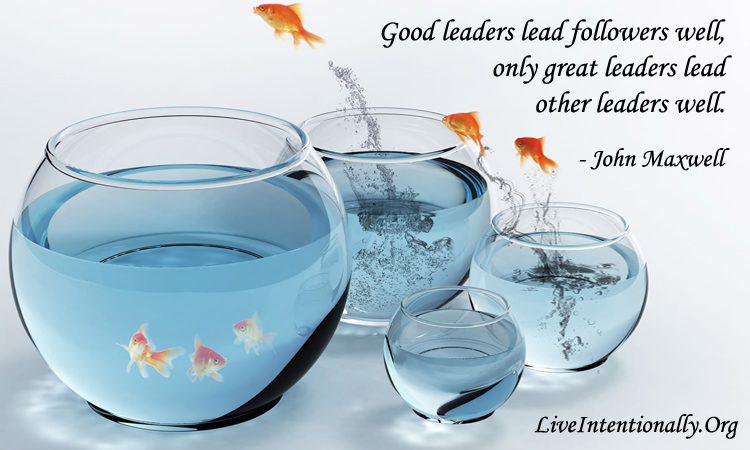 Good leaders lead followers well,
only great leaders lead
other leaders well.
- John Maxwell
LiveIntentionally.Org